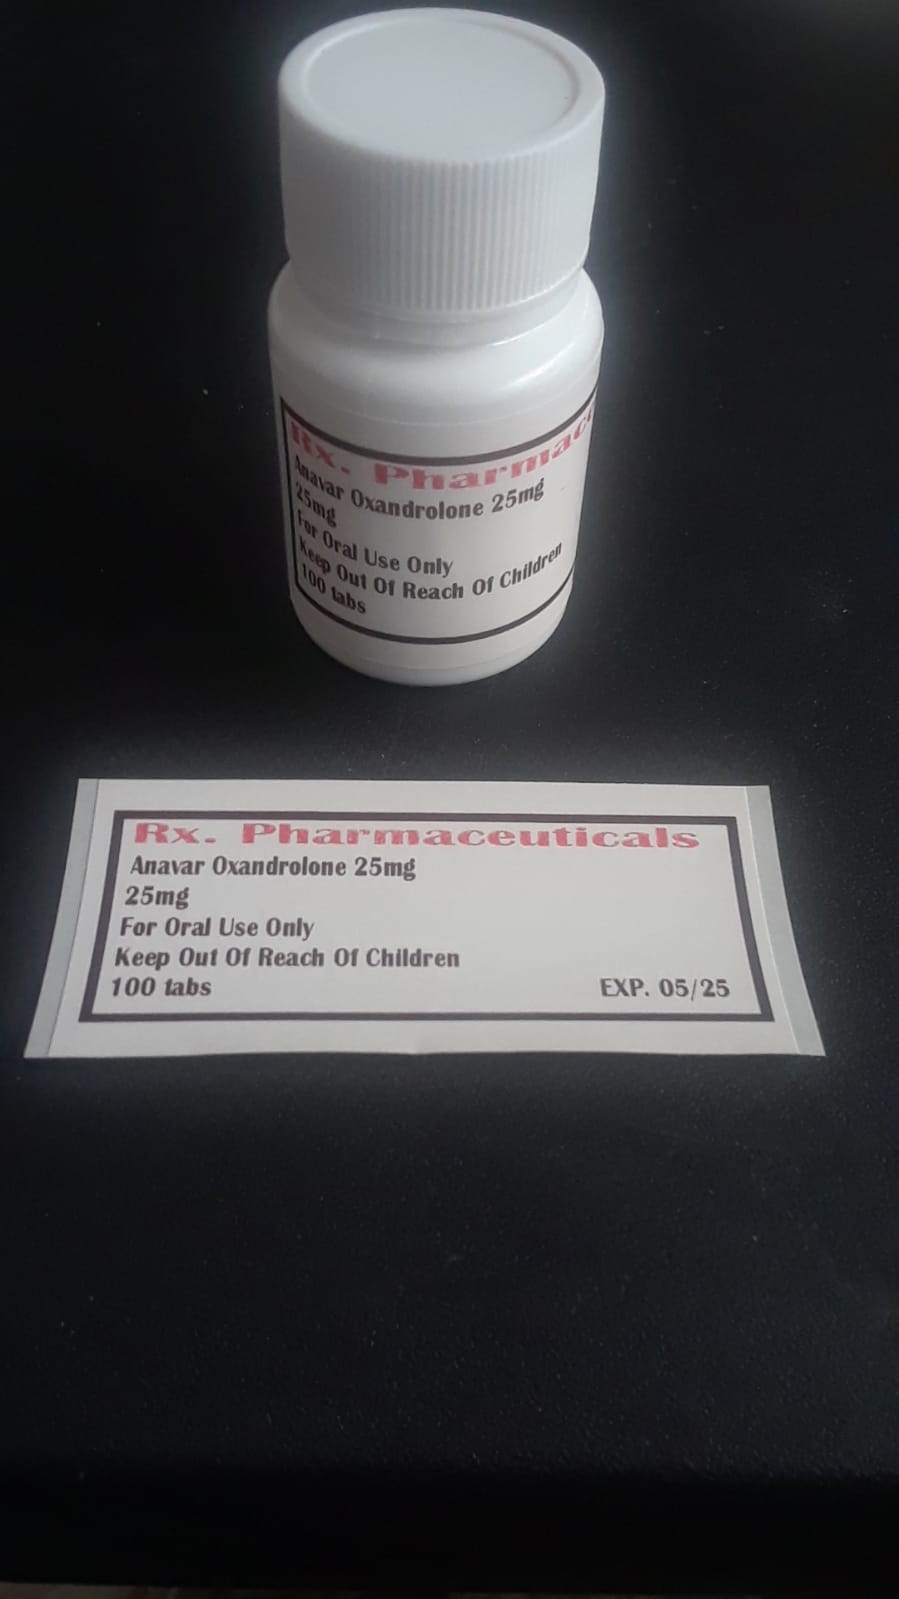 Rx. Pharmac
Anavar Oxandrolone 25mg
25mg
For Oral Use Only
Keep Out Of Reach Of Children
100 tabs
Rx. Pharmaceuticals
Anavar Oxandrolone 25mg
25mg
For Oral Use Only
Keep Out Of Reach Of Children
100 tabs EXP. 05/25